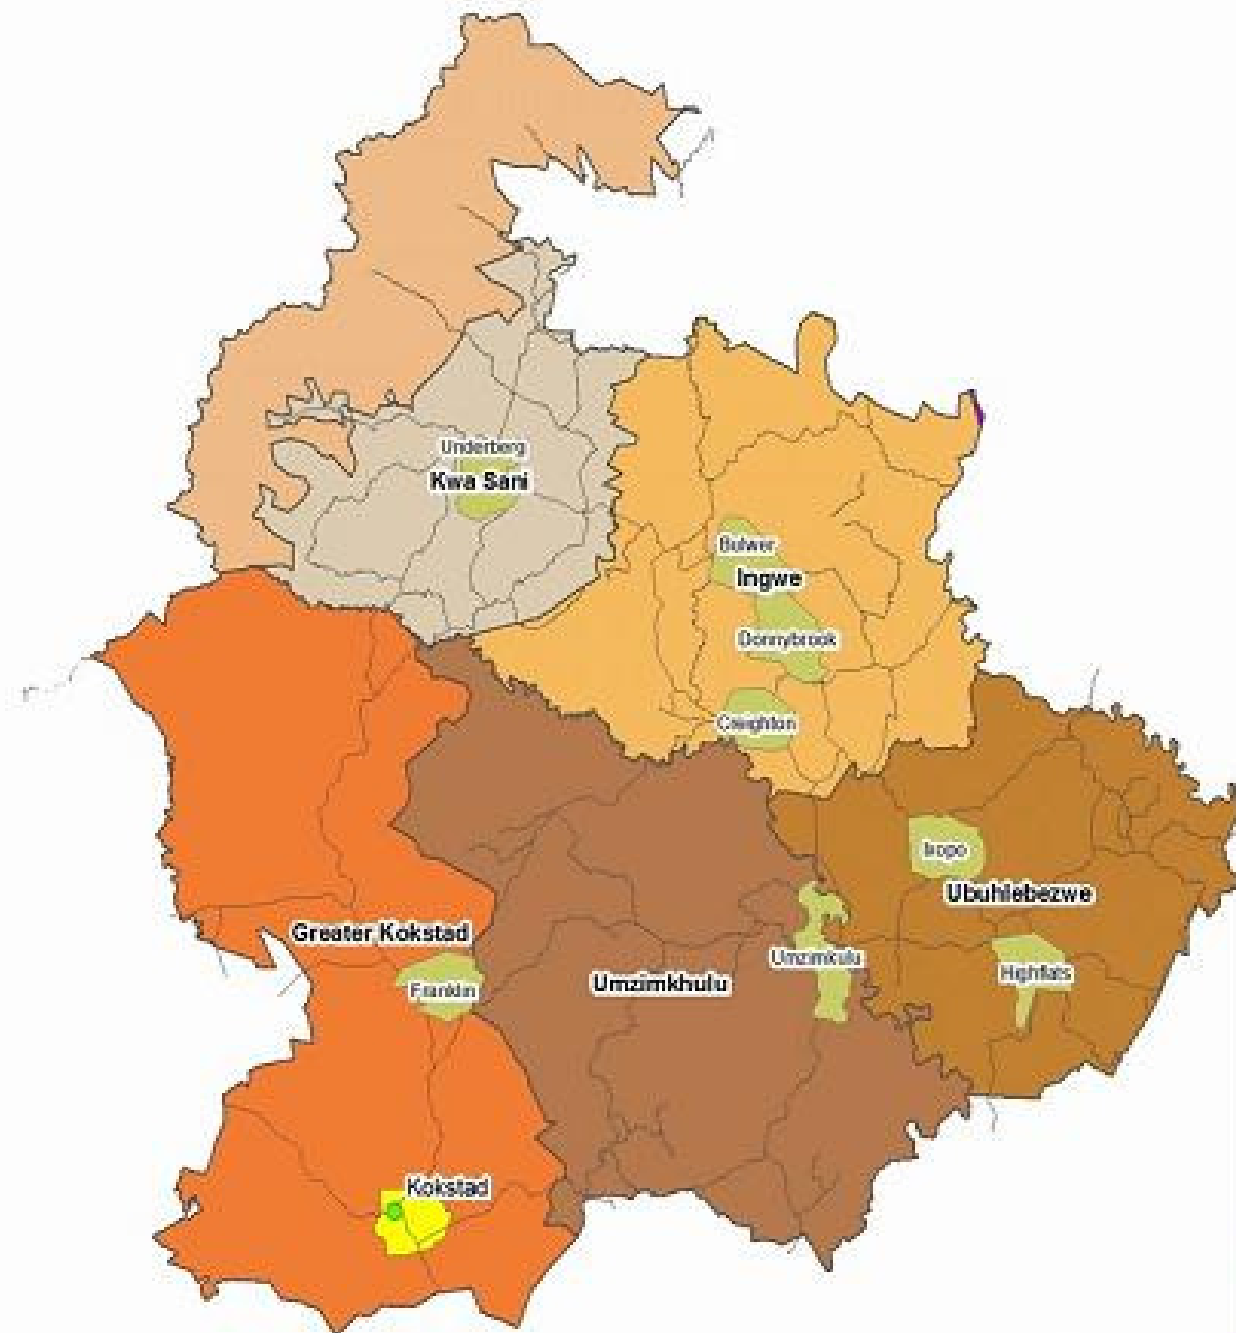 Underberg
Kwa Sani
Bulwer
Ingwe
Donnybrook
Creighton
Ixopo
Ubuhlebezwe
Greater Kokstad
Umzimkulu
Highflats
Umzimkhulu
Franklin
Kokstad